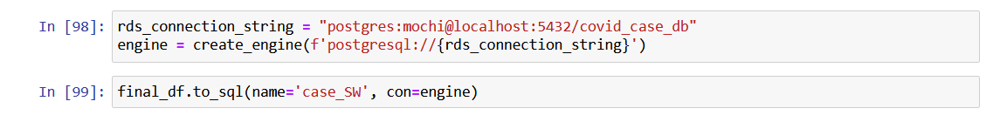 In [98]: rds_connection_string = "postgres:mochi@localhost:5432/covid_case_db"
engine = create_engine(f'postgresql://{rds_connection_string}')
In [99]: final_df.to_sql(name='case_SW', con=engine)